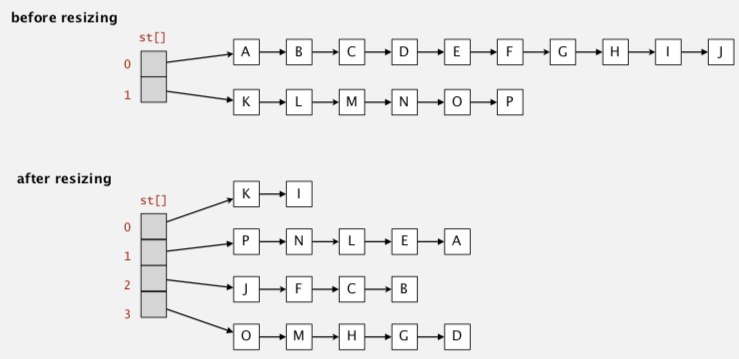 before resizing
st[]
0
A B C D E F G H I J
1
K L M N O P
after resizing
st[]
0
K I
1
P N L E A
2
J F C B
3
O M H G D